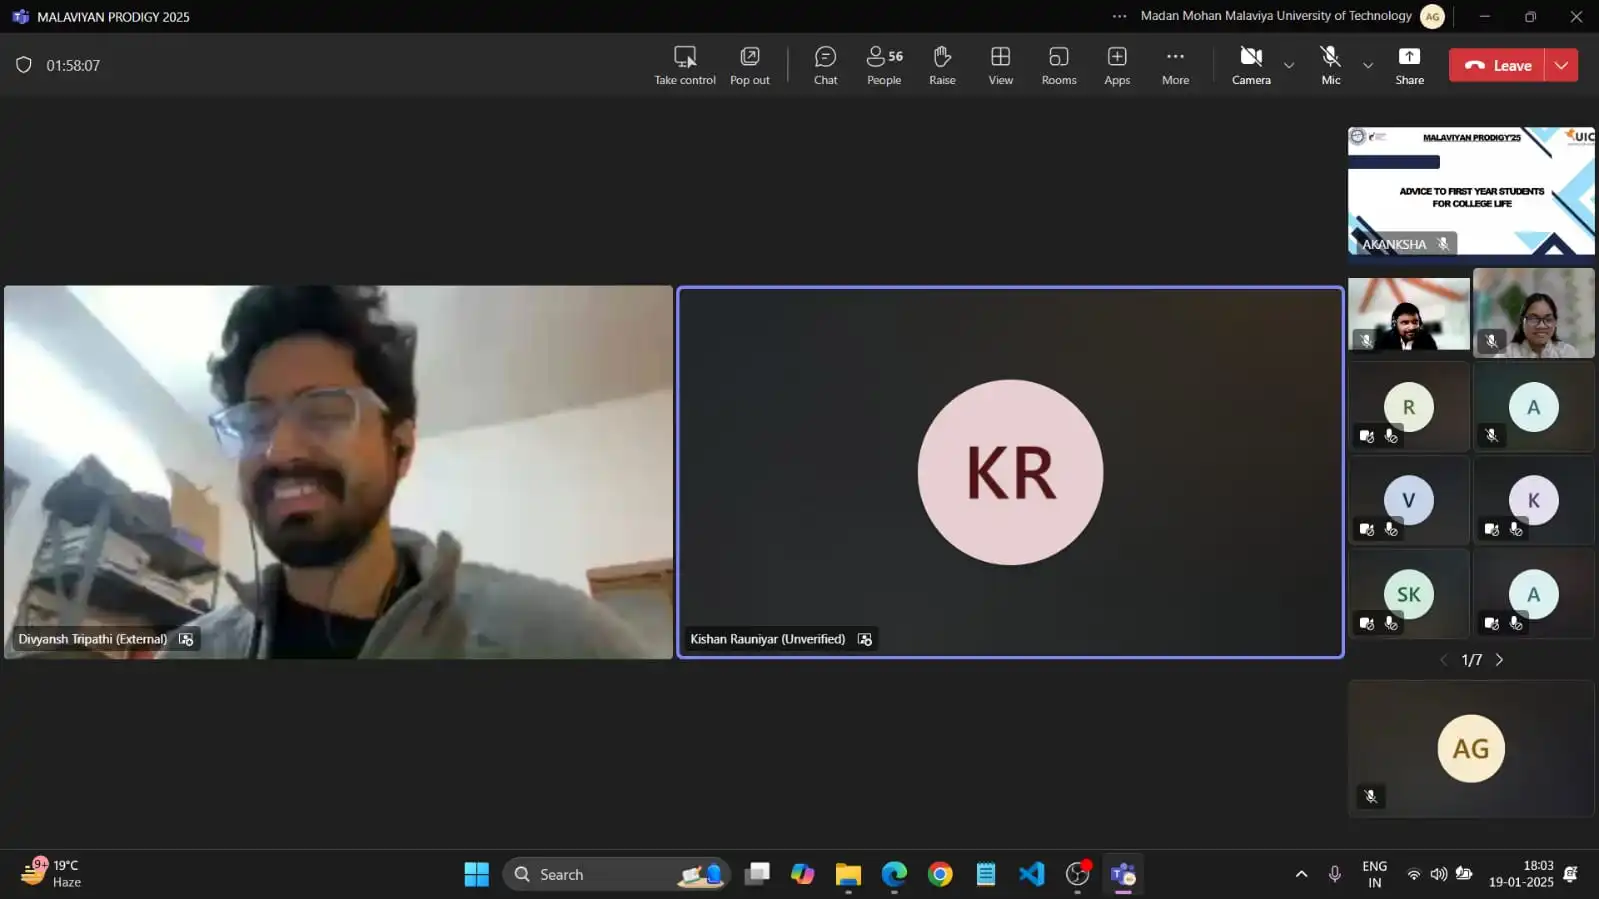 MALAVIYAN PRODIGY 2025
Madan Mohan Malaviya University of Technology
AG
01:58:07
Take control
Pop out
Chat
56
People
Raise
View
Rooms
Apps
More
Camera
Mic
Share
Leave
MALAVIYAN PRODIGY'25
UIC
ADVICE TO FIRST YEAR STUDENTS
FOR COLLEGE LIFE
AKANKSHA
KR
R
A
V
K
SK
A
Divyansh Tripathi (External)
Kishan Rauniyar (Unverified)
1/7
AG
9+
19°C
Haze
Search
ENG
IN
18:03
19-01-2025